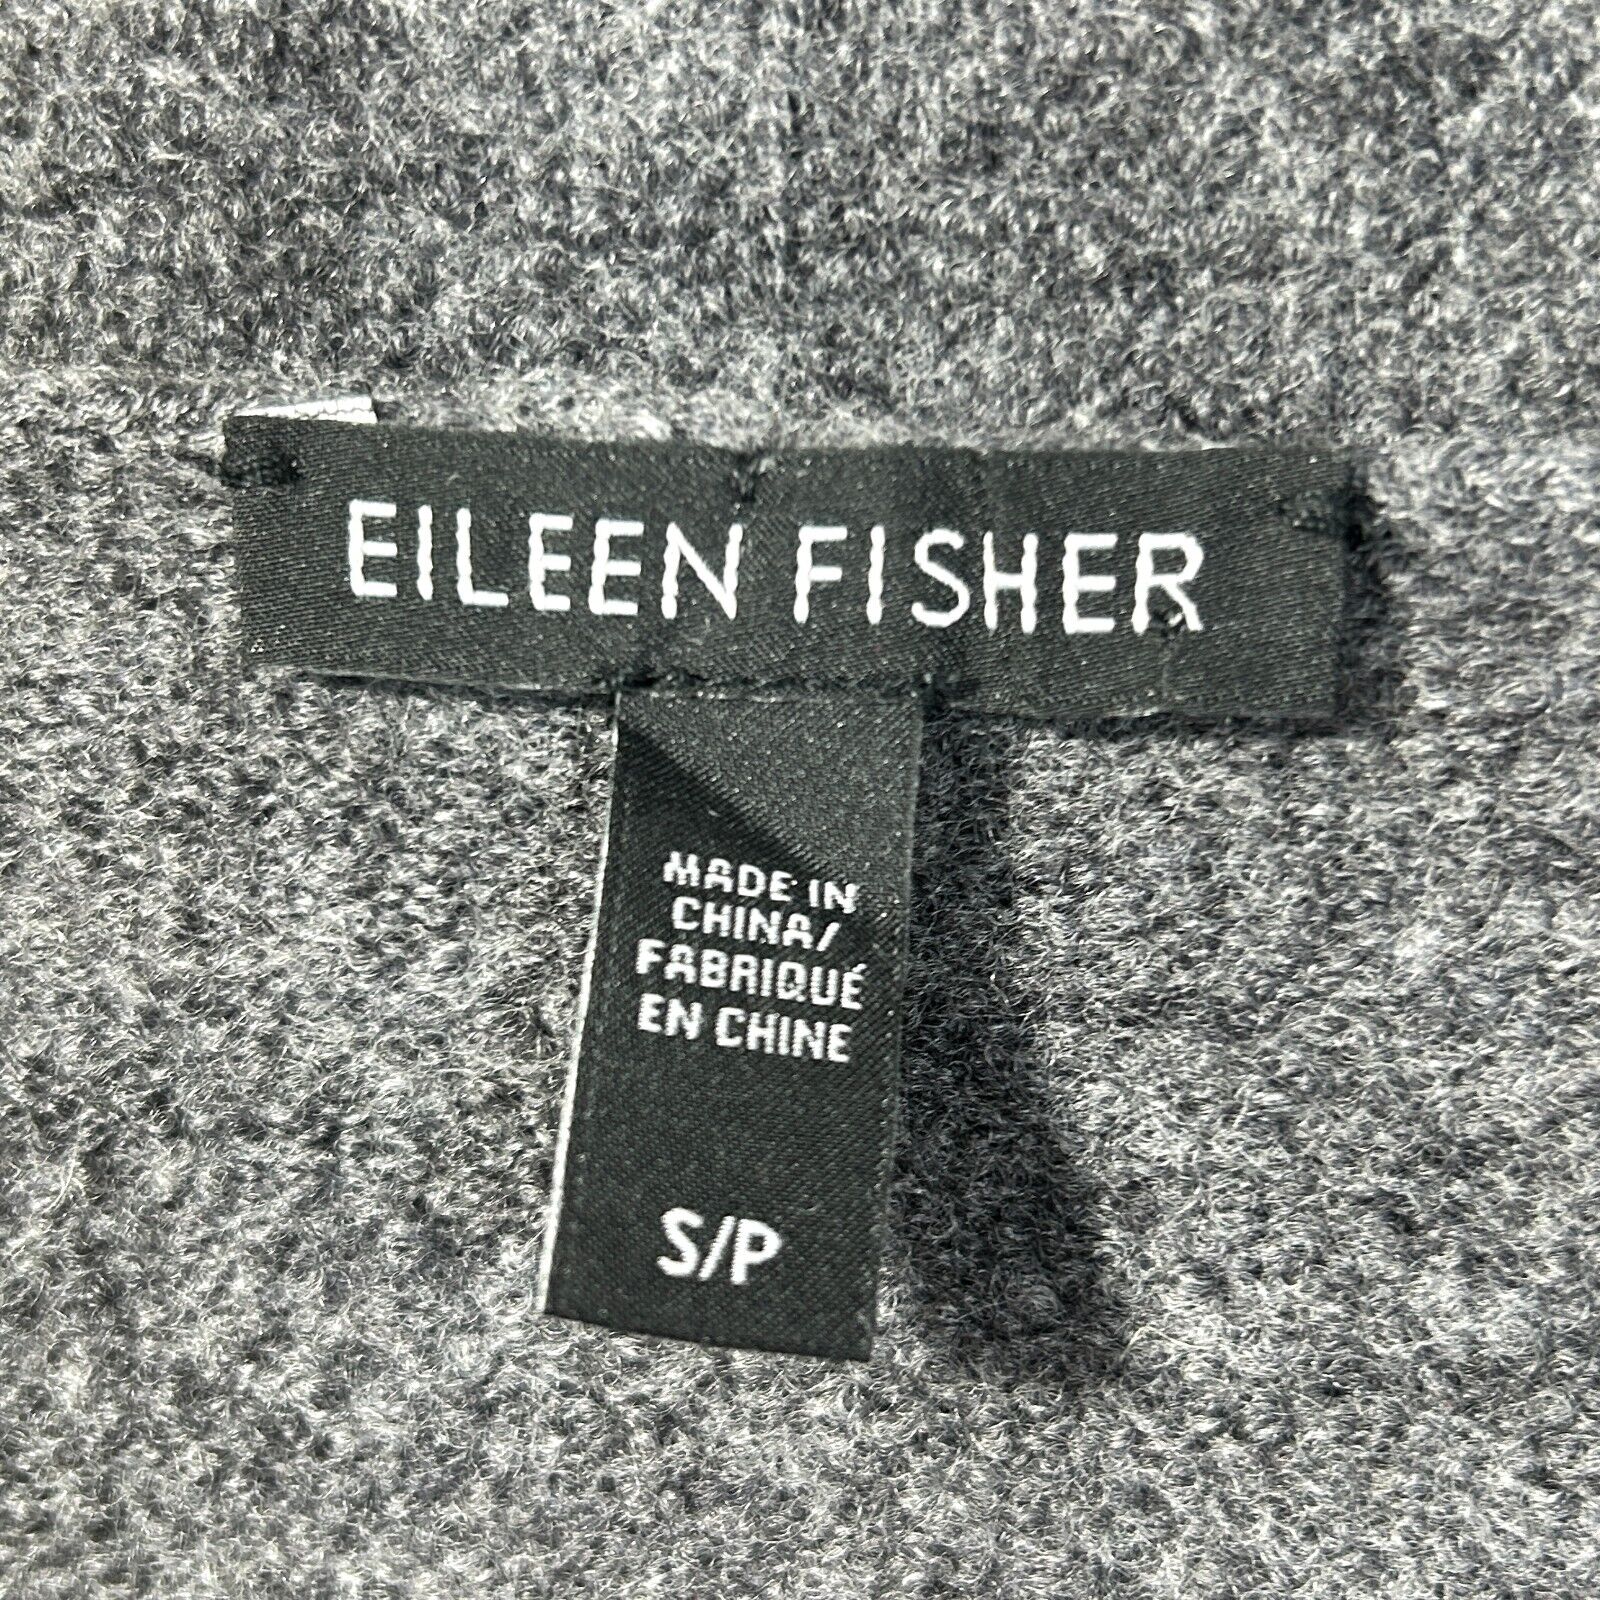 EILEEN FISHER
MADE IN
CHINA/
FABRIQUÉ
EN CHINE
S/P